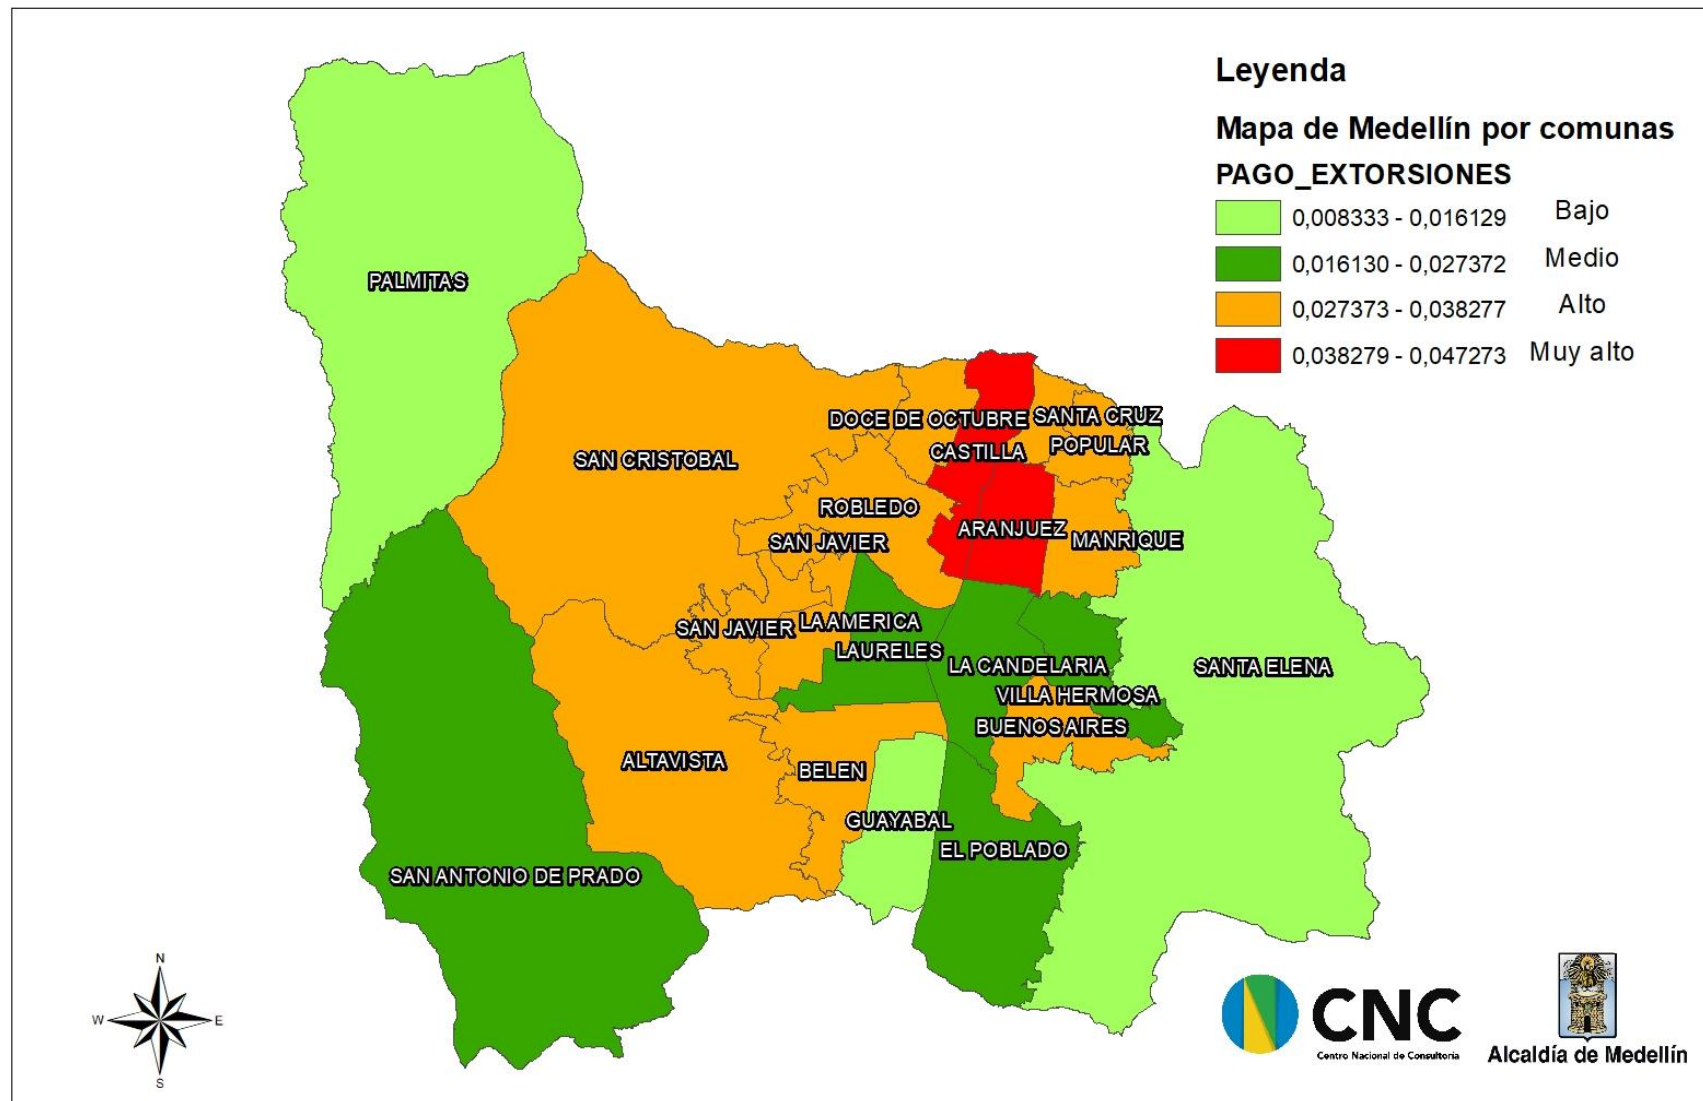 Leyenda
Mapa de Medellín por comunas
PAGO_EXTORSIONES
0,008333 - 0,016129 Bajo
0,016130 - 0,027372 Medio
0,027373 - 0,038277 Alto
0,038279 - 0,047273 Muy alto
PALMITAS
DOCE DE OCTUBRE
SANTA CRUZ
POPULAR
CASTILLA
SAN CRISTOBAL
ROBLEDO
ARANJUEZ
MANRIQUE
SAN JAVIER
SAN JAVIER
LA AMERICA
LAURELES
LA CANDELARIA
SANTA ELENA
VILLA HERMOSA
BUENOS AIRES
ALTAVISTA
BELEN
GUAYABAL
EL POBLADO
SAN ANTONIO DE PRADO
N
W E
S
CNC
Centro Nacional de Consultoría
Alcaldía de Medellín